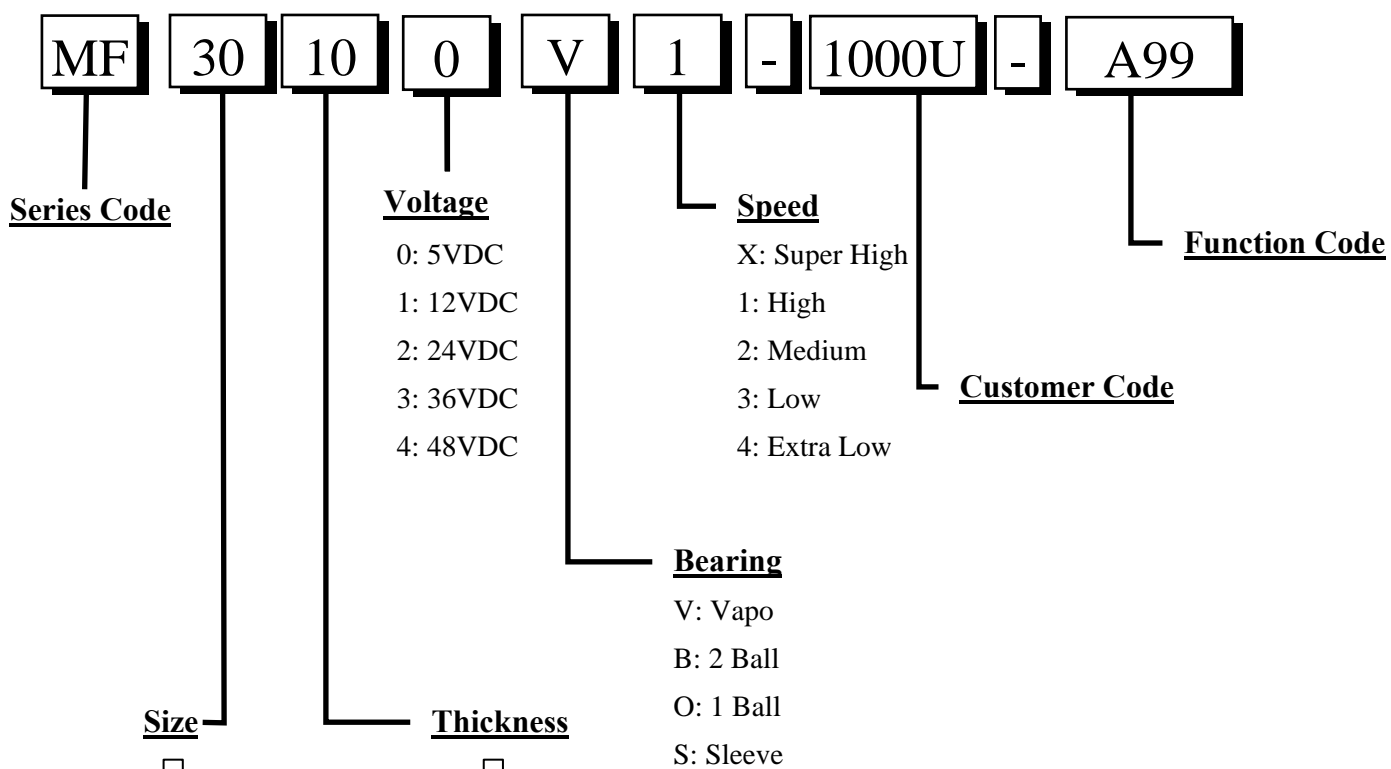 MF 30 10 0 V 1 - 1000U - A99
Series Code
Voltage
0: 5VDC
1: 12VDC
2: 24VDC
3: 36VDC
4: 48VDC
Speed
X: Super High
1: High
2: Medium
3: Low
4: Extra Low
Function Code
Customer Code
Bearing
V: Vapo
B: 2 Ball
O: 1 Ball
S: Sleeve
Size
Thickness